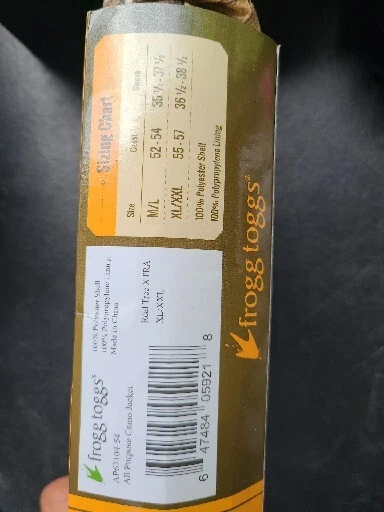 Sizing Chart
Size Chest Sleeve
M/L 52 - 54 35 ½ - 37 ½
XL/XXL 55 - 57 36 ½ - 38 ½
100% Polyester Shell
100% Polypropylene Lining
frogg toggs®
100% Polyester Shell
100% Polypropylene Lining
Made in China
Real Tree XTRA
XL-XXL
frogg toggs®
All Purpose Camo Jacket
6 47484 05921 8